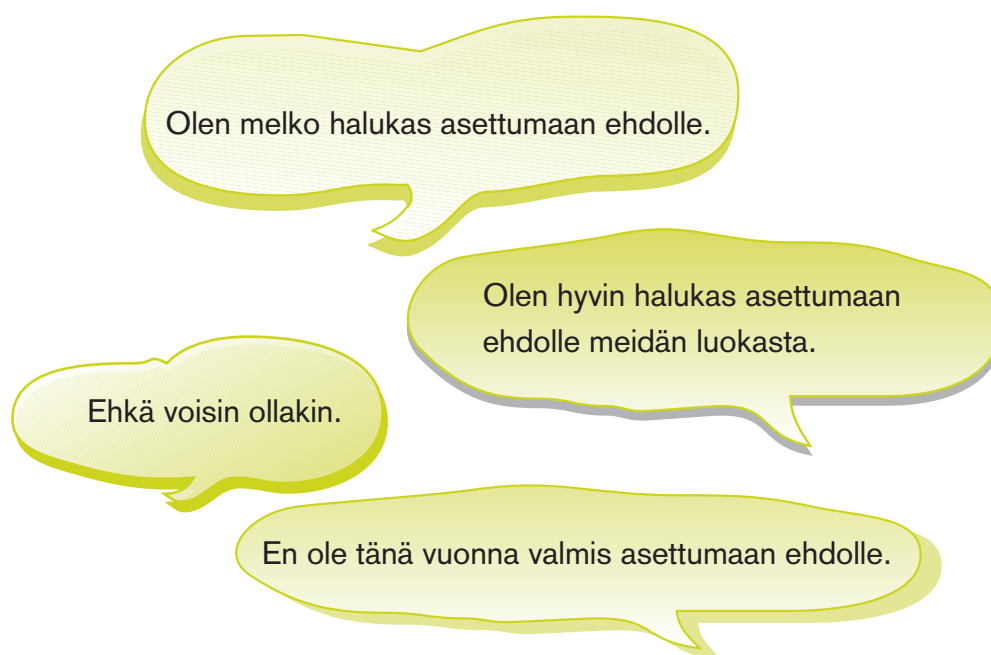 Olen melko halukas asettumaan ehdolle.
Olen hyvin halukas asettumaan
ehdolle meidän luokasta.
Ehkä voisin ollakin.
En ole tänä vuonna valmis asettumaan ehdolle.